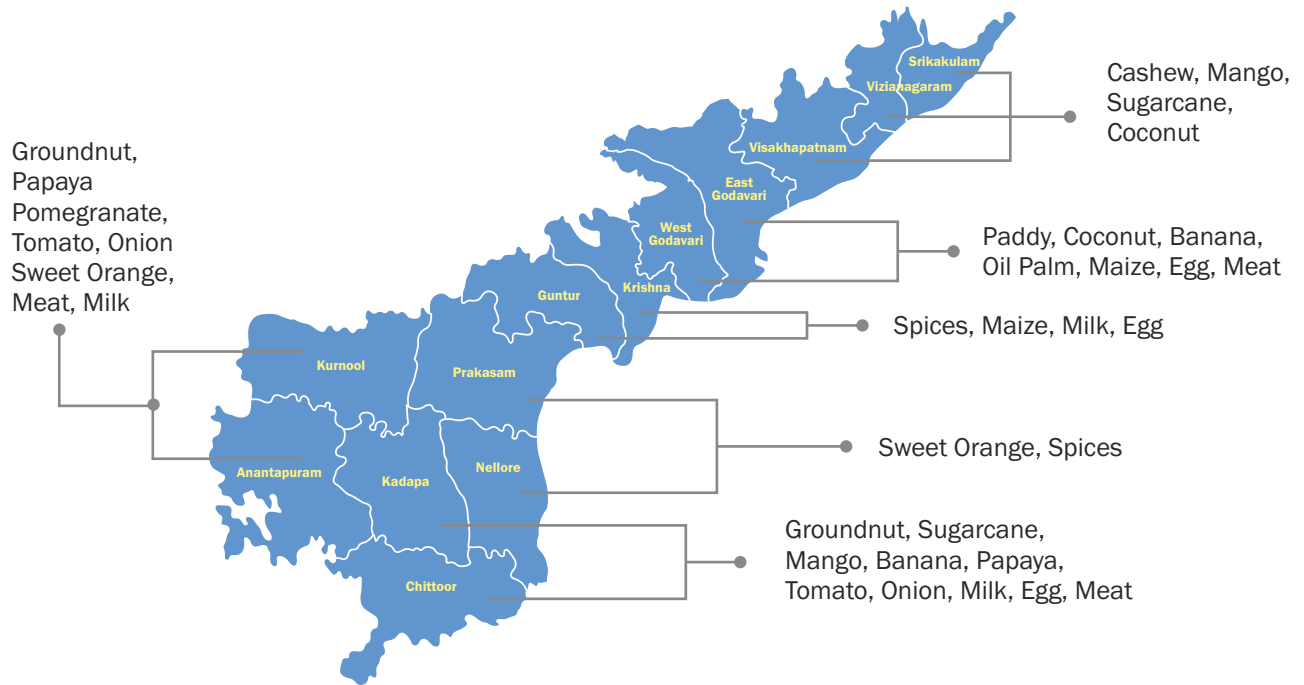 Srikakulam
Vizianagaram
Visakhapatnam
East
Godavari
West
Godavari
Krishna
Guntur
Prakasam
Kurnool
Anantapuram
Kadapa
Nellore
Chittoor
Cashew, Mango,
Sugarcane,
Coconut
Groundnut,
Papaya
Pomegranate,
Tomato, Onion
Sweet Orange,
Meat, Milk
Paddy, Coconut, Banana,
Oil Palm, Maize, Egg, Meat
Spices, Maize, Milk, Egg
Sweet Orange, Spices
Groundnut, Sugarcane,
Mango, Banana, Papaya,
Tomato, Onion, Milk, Egg, Meat